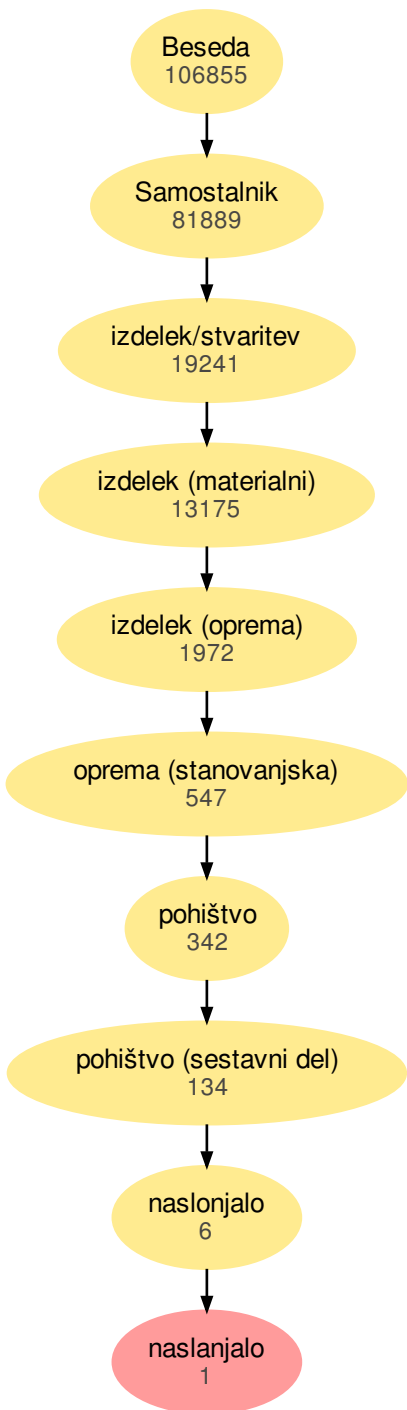 Beseda
106855
Samostalnik
81889
izdelek/stvaritev
19241
izdelek (materialni)
13175
izdelek (oprema)
1972
oprema (stanovanjska)
547
pohištvo
342
pohištvo (sestavni del)
134
naslonjalo
6
naslanjalo
1